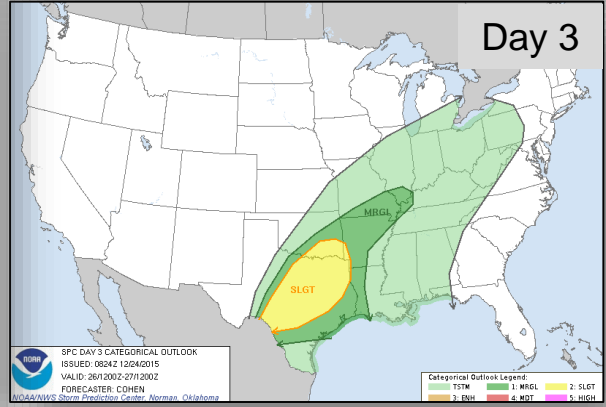 Day 3
MRGL
SLGT
NOAA
SPC DAY 3 CATEGORICAL OUTLOOK
ISSUED: 0824Z 12/24/2015
VALID: 26/1200Z-27/1200Z
FORECASTER: COHEN
NOAA/NWS Storm Prediction Center, Norman, Oklahoma
Categorical Outlook Legend:
TSTM 1: MRGL 2: SLGT
3: ENH 4: MDT 5: HIGH